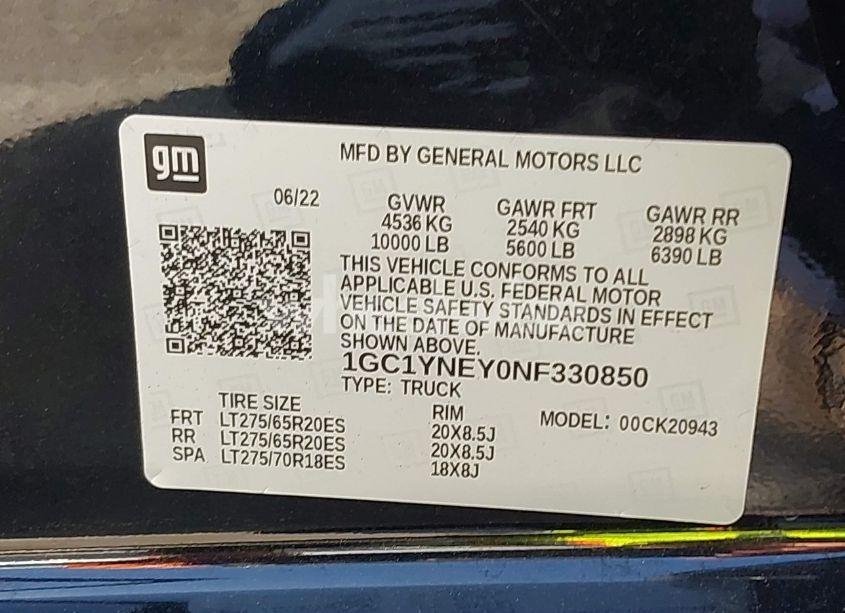 gm
MFD BY GENERAL MOTORS LLC
06/22
GVWR
4536 KG
10000 LB
GAWR FRT
2540 KG
5600 LB
GAWR RR
2898 KG
6390 LB
THIS VEHICLE CONFORMS TO ALL
APPLICABLE U.S. FEDERAL MOTOR
VEHICLE SAFETY STANDARDS IN EFFECT
ON THE DATE OF MANUFACTURE
SHOWN ABOVE.
1GC1YNEY0NF330850
TYPE: TRUCK
TIRE SIZE RIM
FRT LT275/65R20ES 20X8.5J
RR LT275/65R20ES 20X8.5J
SPA LT275/70R18ES 18X8J
MODEL: 00CK20943